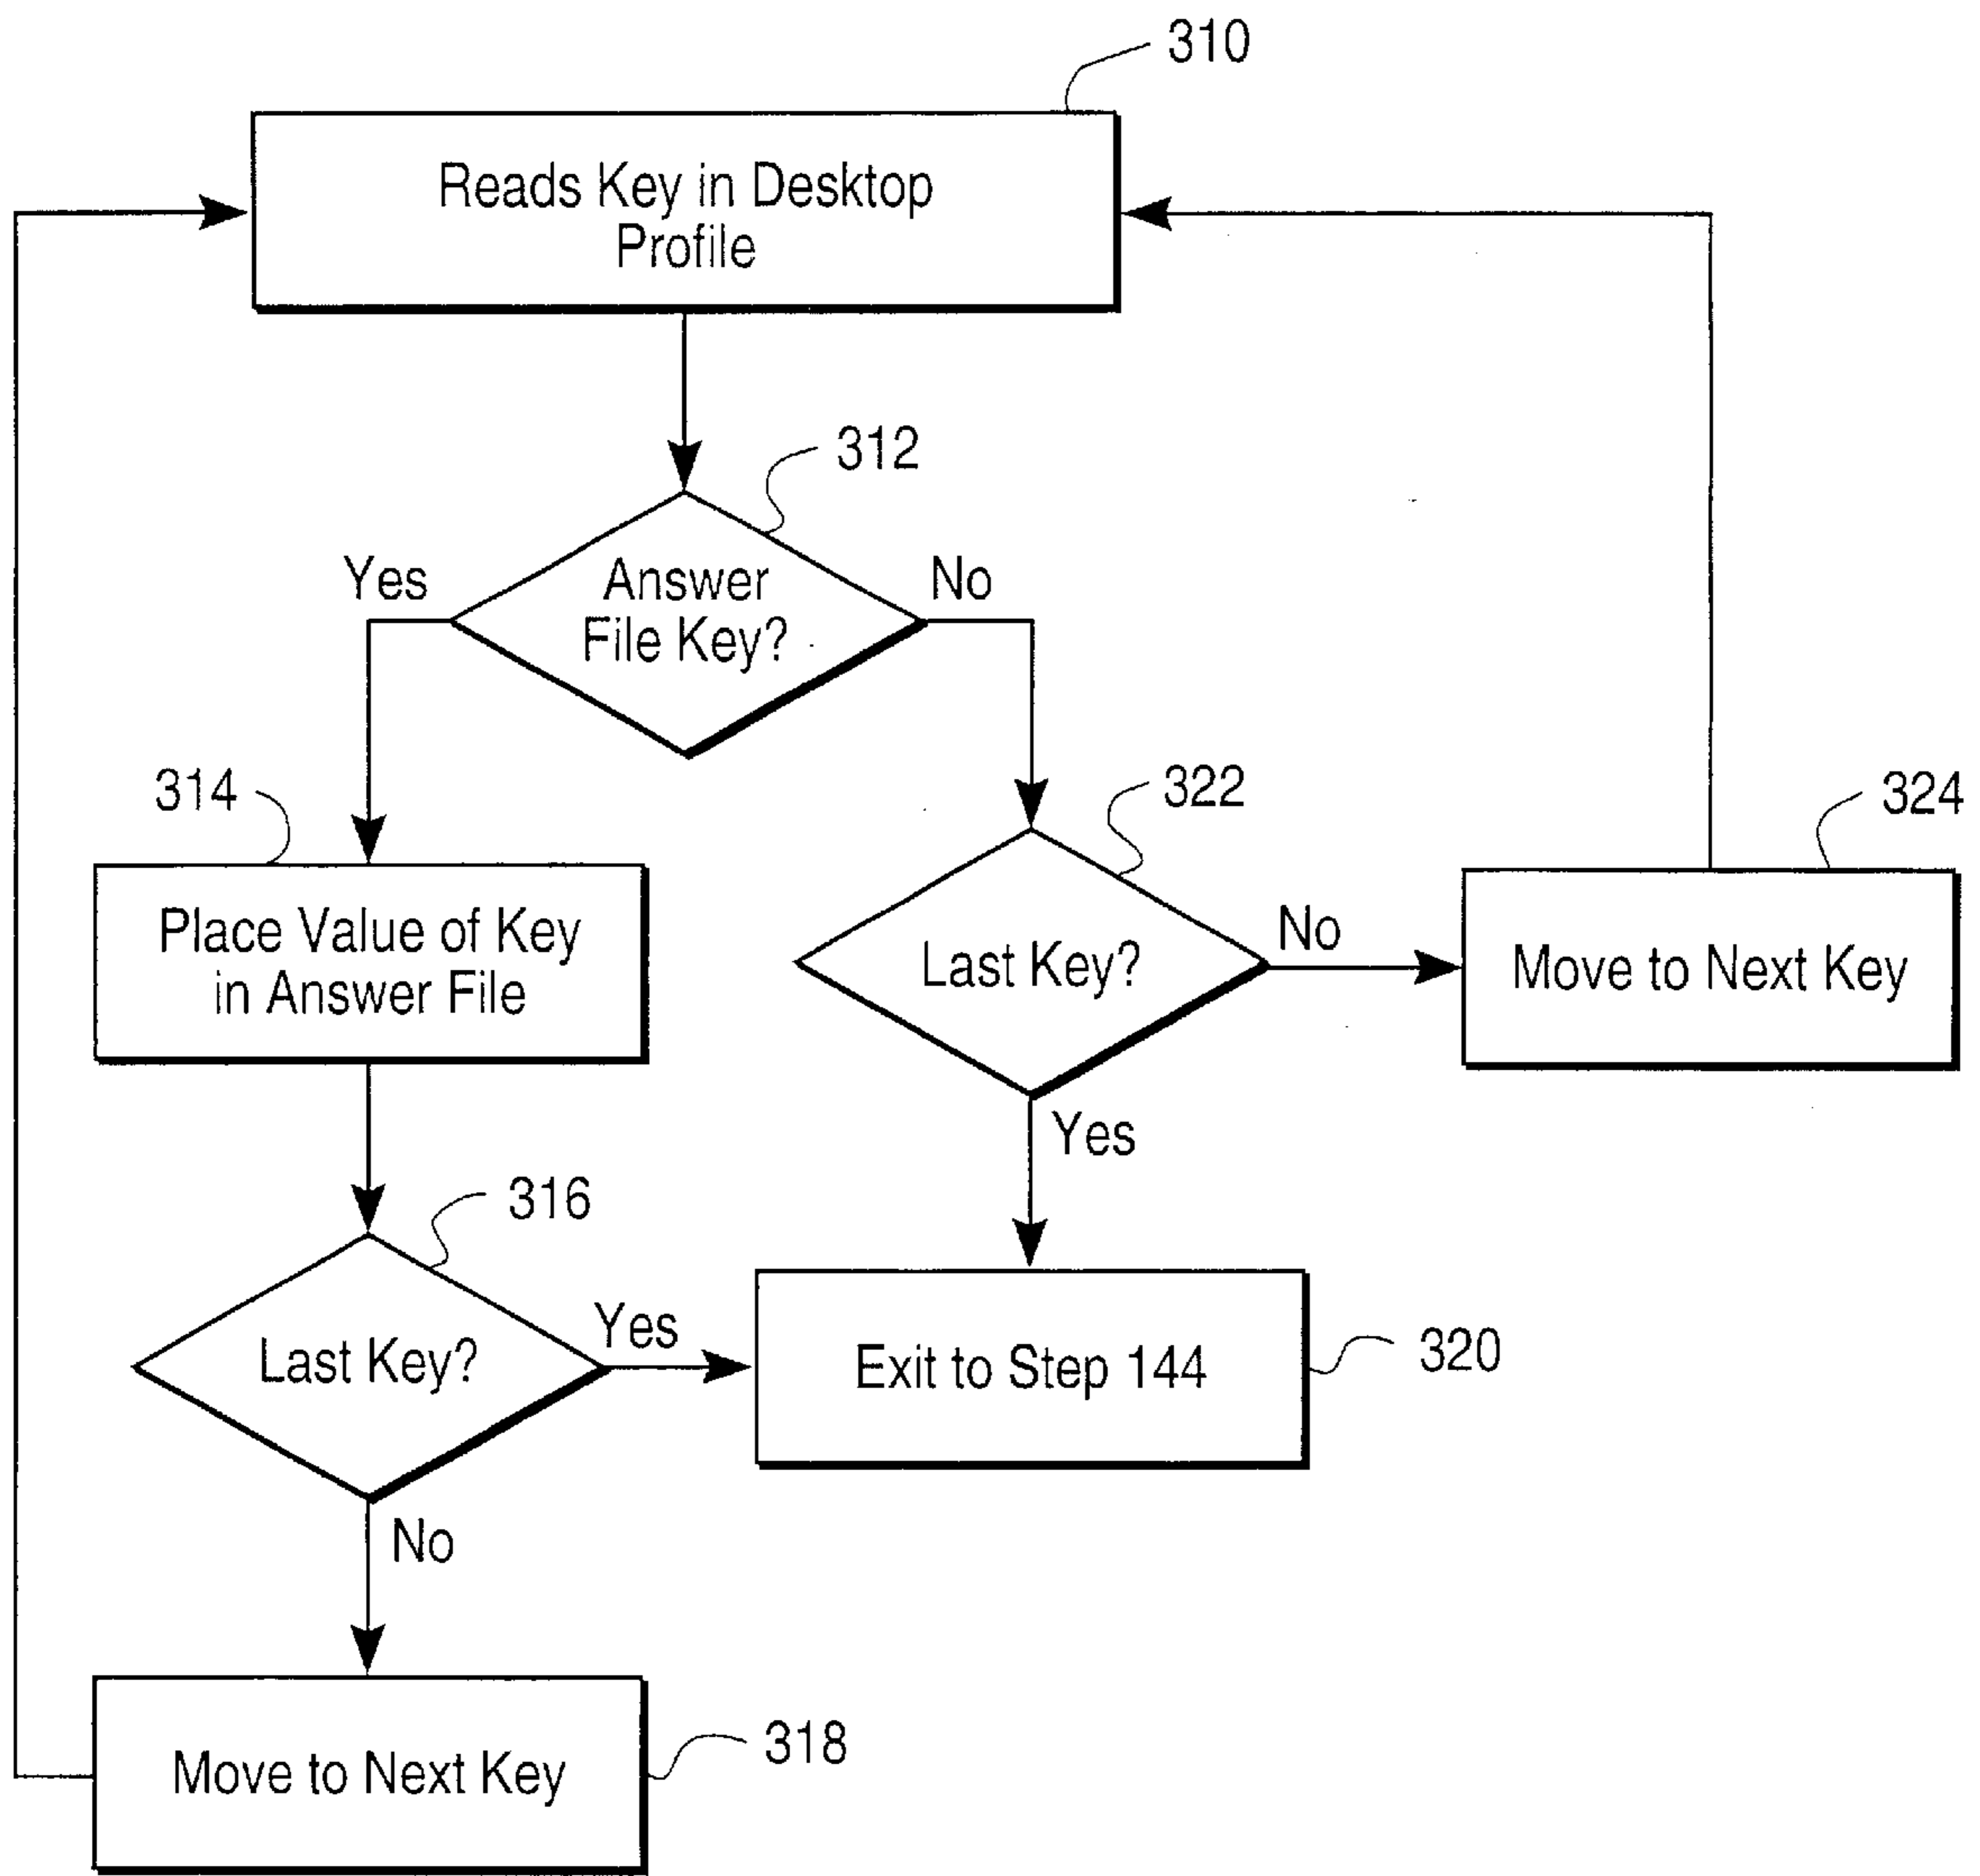 310
Reads Key in Desktop
Profile
312
Yes
Answer
File Key?
No
314
322
324
Place Value of Key
in Answer File
Last Key?
No
Move to Next Key
Yes
316
Last Key?
Yes
Exit to Step 144
320
No
Move to Next Key
318